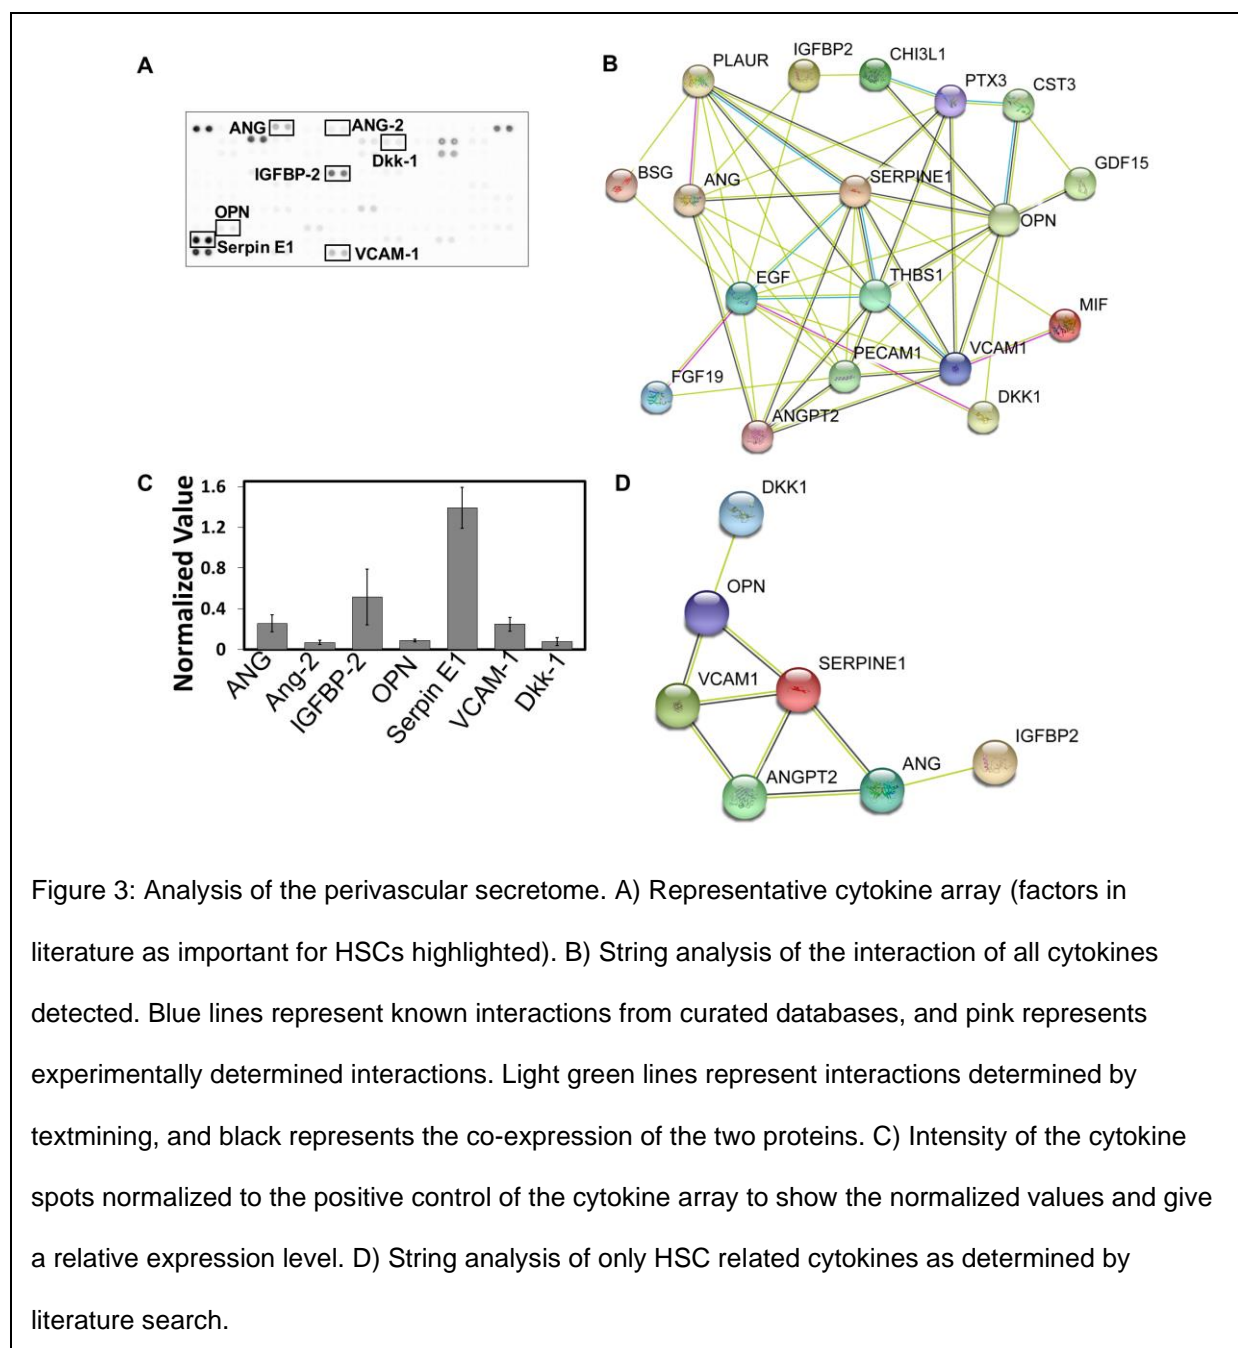 A
ANG
ANG-2
Dkk-1
IGFBP-2
OPN
Serpin E1
VCAM-1
B
PLAUR
IGFBP2
CHI3L1
PTX3
CST3
BSG
ANG
SERPINE1
GDF15
OPN
EGF
THBS1
MIF
PECAM1
VCAM1
FGF19
DKK1
ANGPT2
C
Normalized Value
1.6
1.2
0.8
0.4
0
ANG
Ang-2
IGFBP-2
OPN
Serpin E1
VCAM-1
Dkk-1
D
DKK1
OPN
VCAM1
SERPINE1
IGFBP2
ANGPT2
ANG
Figure 3: Analysis of the perivascular secretome. A) Representative cytokine array (factors in
literature as important for HSCs highlighted). B) String analysis of the interaction of all cytokines
detected. Blue lines represent known interactions from curated databases, and pink represents
experimentally determined interactions. Light green lines represent interactions determined by
textmining, and black represents the co-expression of the two proteins. C) Intensity of the cytokine
spots normalized to the positive control of the cytokine array to show the normalized values and give
a relative expression level. D) String analysis of only HSC related cytokines as determined by
literature search.